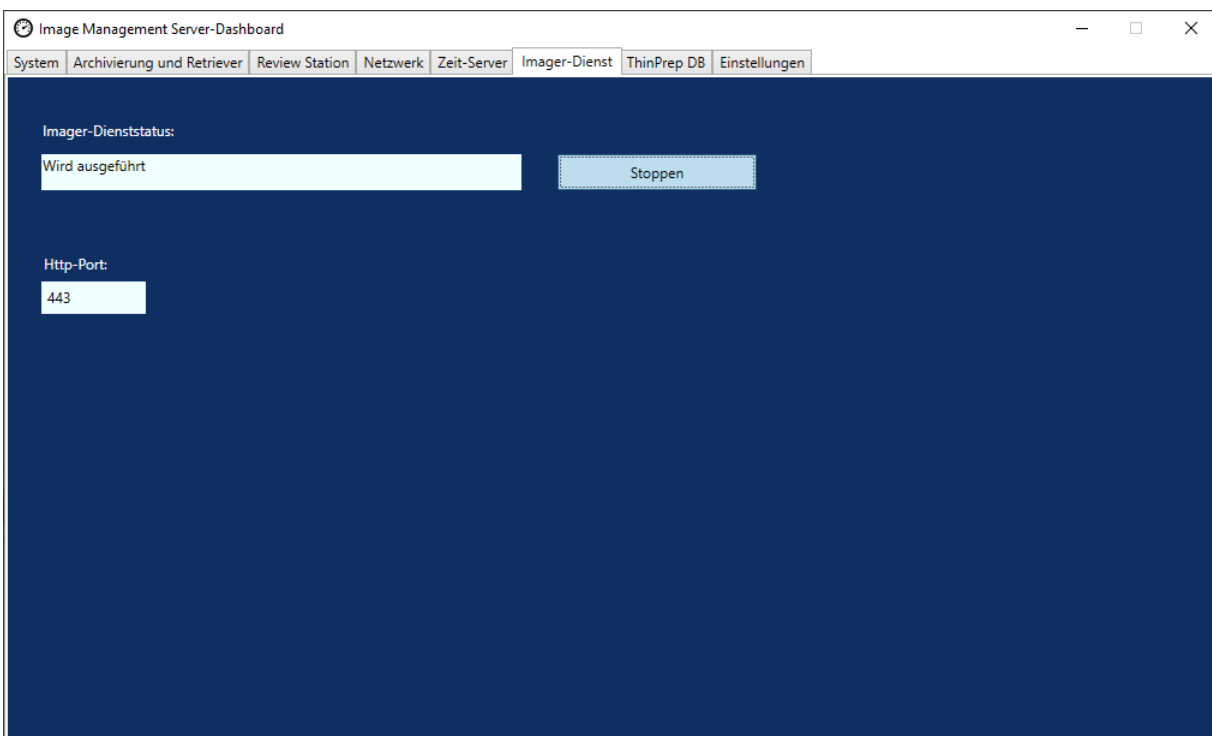 Image Management Server-Dashboard
System Archivierung und Retriever Review Station Netzwerk Zeit-Server Imager-Dienst ThinPrep DB Einstellungen
Imager-Dienststatus:
Wird ausgeführt Stoppen
Http-Port:
443